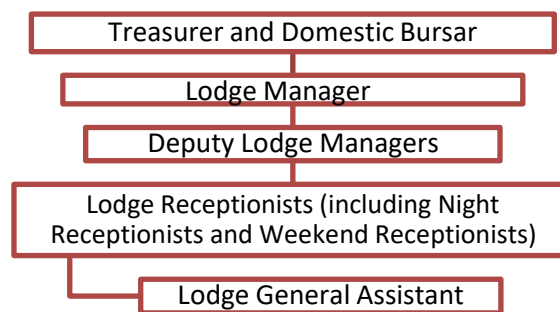 Treasurer and Domestic Bursar
Lodge Manager
Deputy Lodge Managers
Lodge Receptionists (including Night
Receptionists and Weekend Receptionists)
Lodge General Assistant